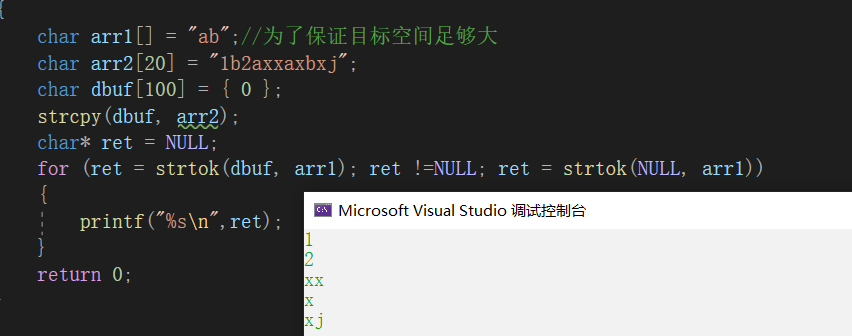 {
char arr1[] = "ab";//为了保证目标空间足够大
char arr2[20] = "1b2axxaxbxj";
char dbuf[100] = { 0 };
strcpy(dbuf, arr2);
char* ret = NULL;
for (ret = strtok(dbuf, arr1); ret !=NULL; ret = strtok(NULL, arr1))
{
printf("%s\n",ret);
}
return 0;
Microsoft Visual Studio 调试控制台
1
2
xx
x
xj